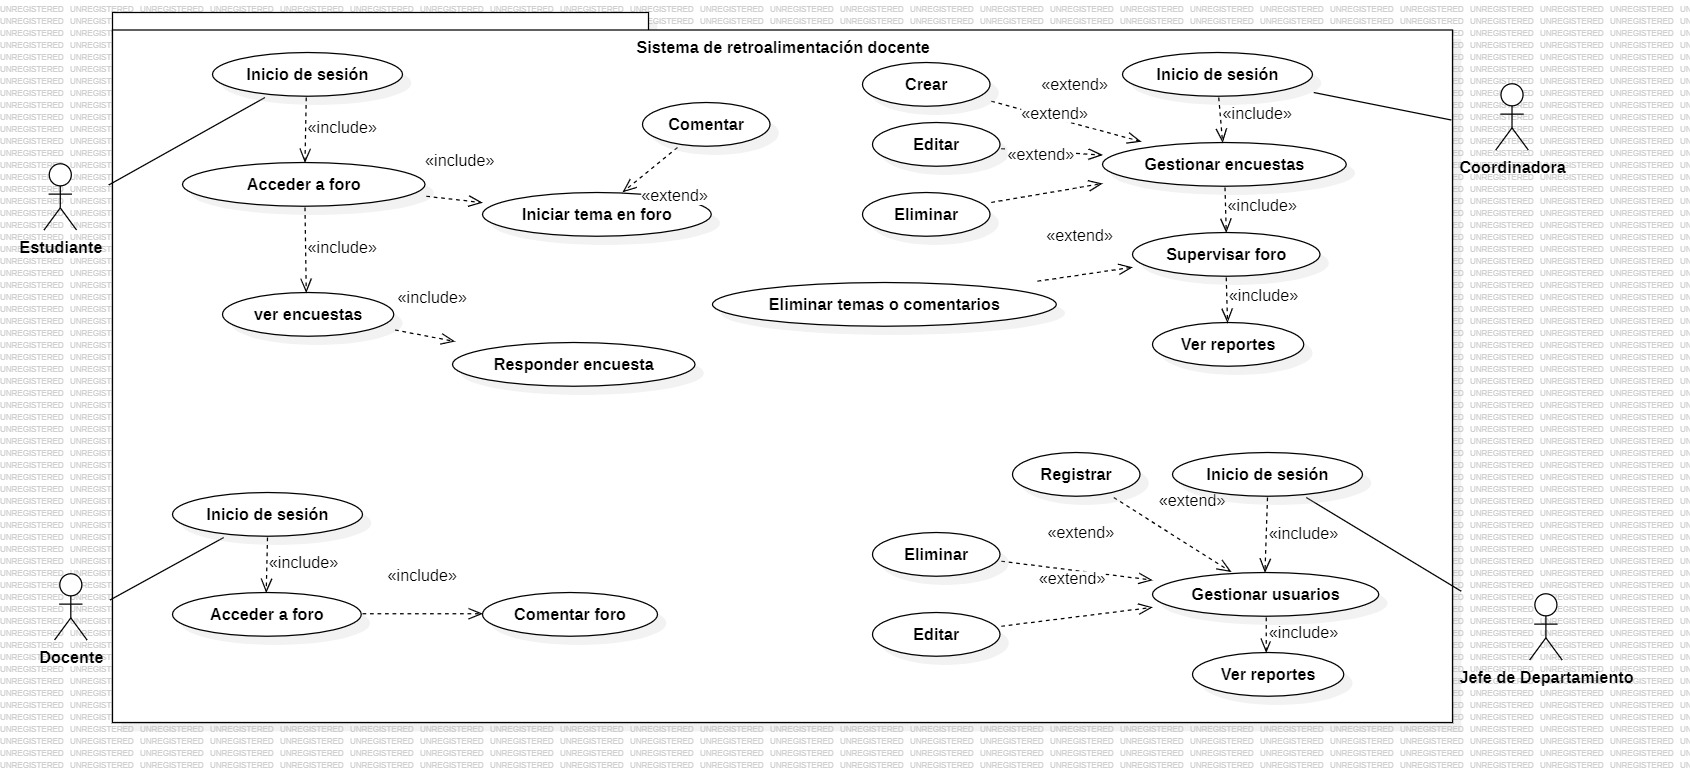 Sistema de retroalimentación docente
Inicio de sesión
«include»
Acceder a foro
«include»
Comentar
«extend»
Iniciar tema en foro
«include»
ver encuestas
«include»
Responder encuesta
Estudiante
Crear
«extend»
Inicio de sesión
«extend»
«include»
Editar
«extend»
Gestionar encuestas
Eliminar
«include»
«extend»
Supervisar foro
Eliminar temas o comentarios
«include»
Ver reportes
Coordinadora
Inicio de sesión
«include»
Acceder a foro
«include»
Comentar foro
Docente
Registrar
Inicio de sesión
«extend»
«extend»
«include»
Eliminar
«extend»
Gestionar usuarios
Editar
«include»
Ver reportes
Jefe de Departamiento
UNREGISTERED